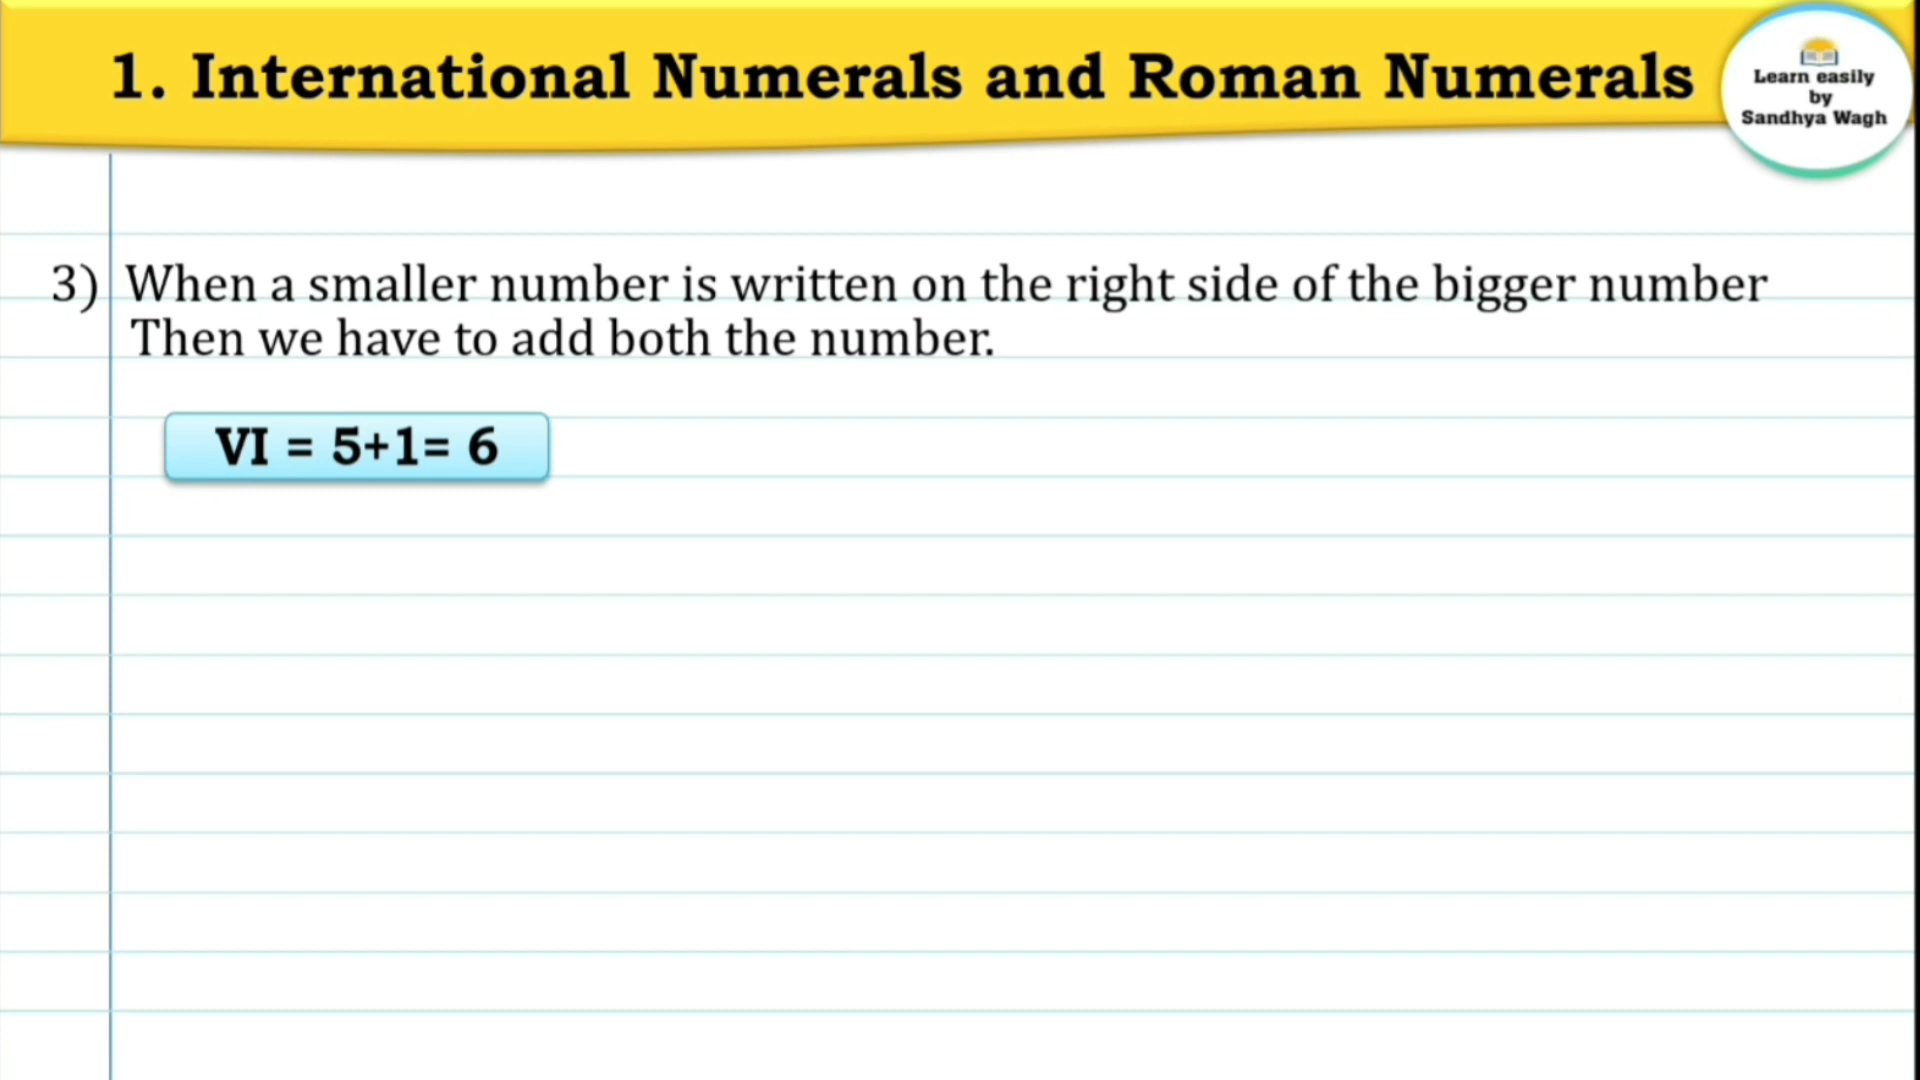 1. International Numerals and Roman Numerals
Learn easily
by
Sandhya Wagh
3) When a smaller number is written on the right side of the bigger number
Then we have to add both the number.
VI = 5+1= 6